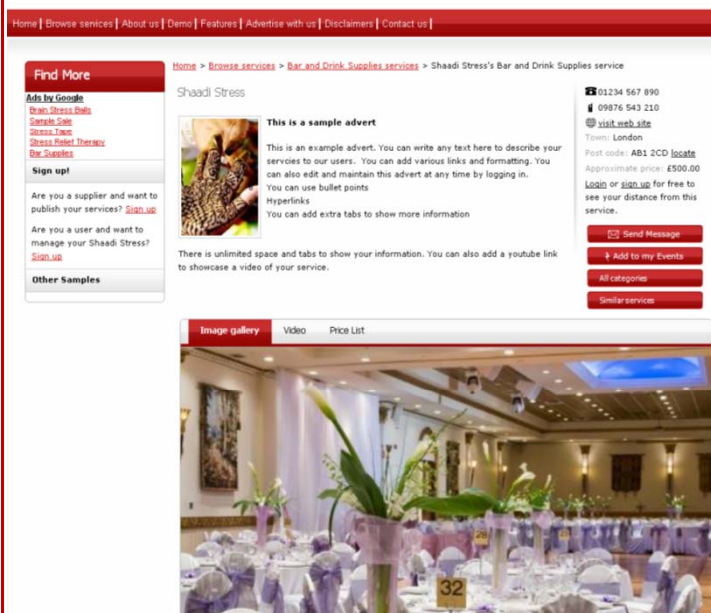 Home | Browse services | About us | Demo | Features | Advertise with us | Disclaimers | Contact us |
Find More
Ads by Google
Brain Stress Balls
Sample Sale
Stress Tape
Stress Relief Therapy
Bar Supplies
Sign up!
Are you a supplier and want to
publish your services? Sign up
Are you a user and want to
manage your Shaadi Stress?
Sign up
Other Samples
Home > Browse services > Bar and Drink Supplies services > Shaadi Stress's Bar and Drink Supplies service
Shaadi Stress
This is a sample advert
This is an example advert. You can write any text here to describe your
servcies to our users. You can add various links and formatting. You
can also edit and maintain this advert at any time by logging in.
You can use bullet points
Hyperlinks
You can add extra tabs to show more information
There is unlimited space and tabs to show your information. You can also add a youtube link
to showcase a video of your service.
01234 567 890
09876 543 210
visit web site
Town: London
Post code: AB1 2CD locate
Approximate price: £500.00
Login or sign up for free to
see your distance from this
service.
Send Message
Add to my Events
All categories
Similar services
Image gallery
Video
Price List
28
32